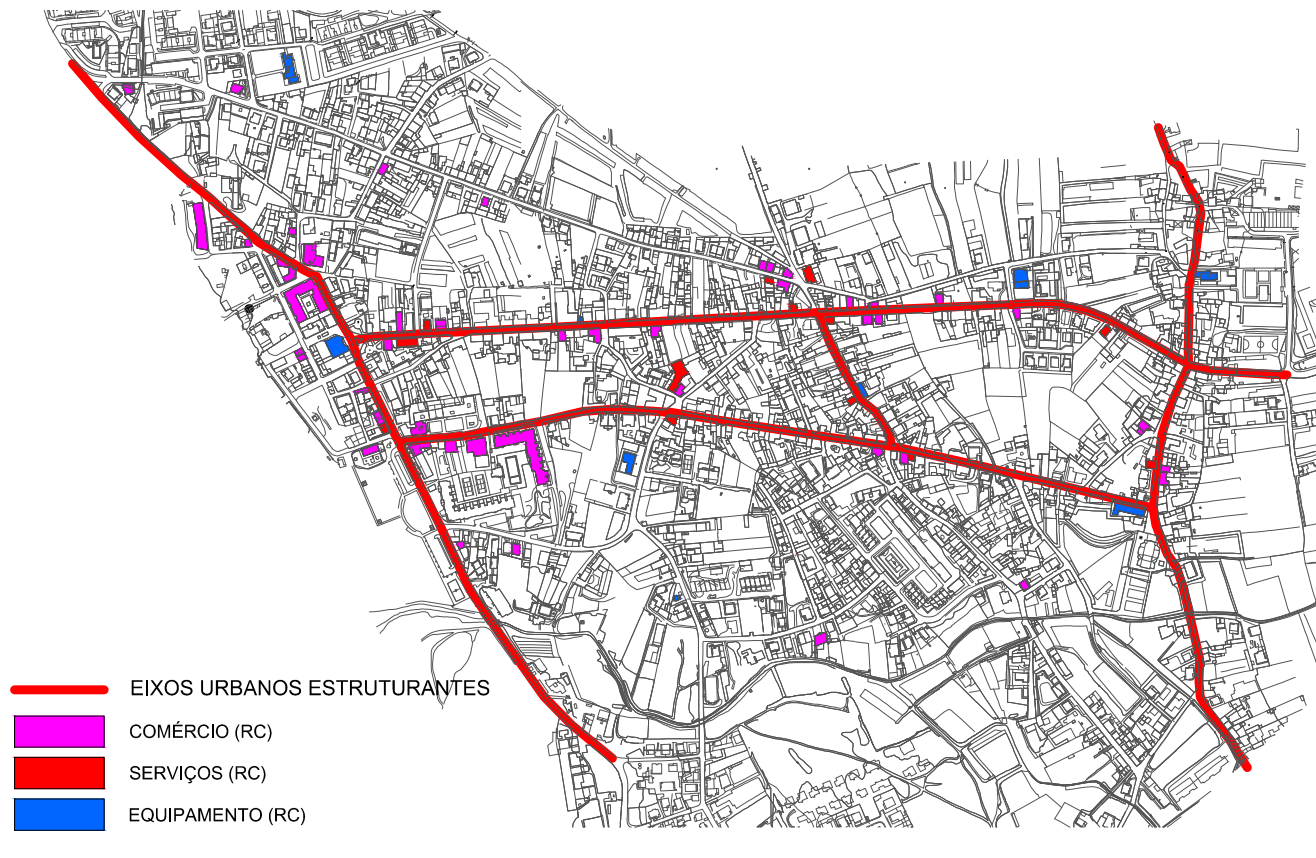 EIXOS URBANOS ESTRUTURANTES
COMÉRCIO (RC)
SERVIÇOS (RC)
EQUIPAMENTO (RC)